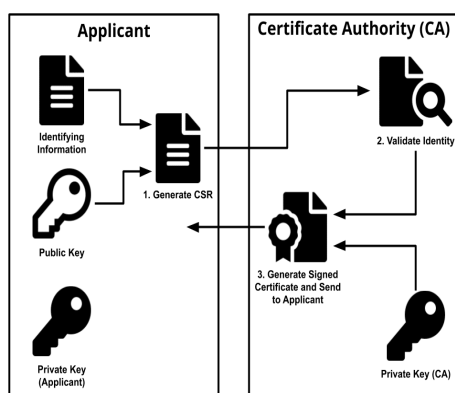 Applicant
Identifying
Information
1. Generate CSR
Public Key
Private Key
(Applicant)
Certificate Authority (CA)
2. Validate Identity
3. Generate Signed
Certificate and Send
to Applicant
Private Key (CA)